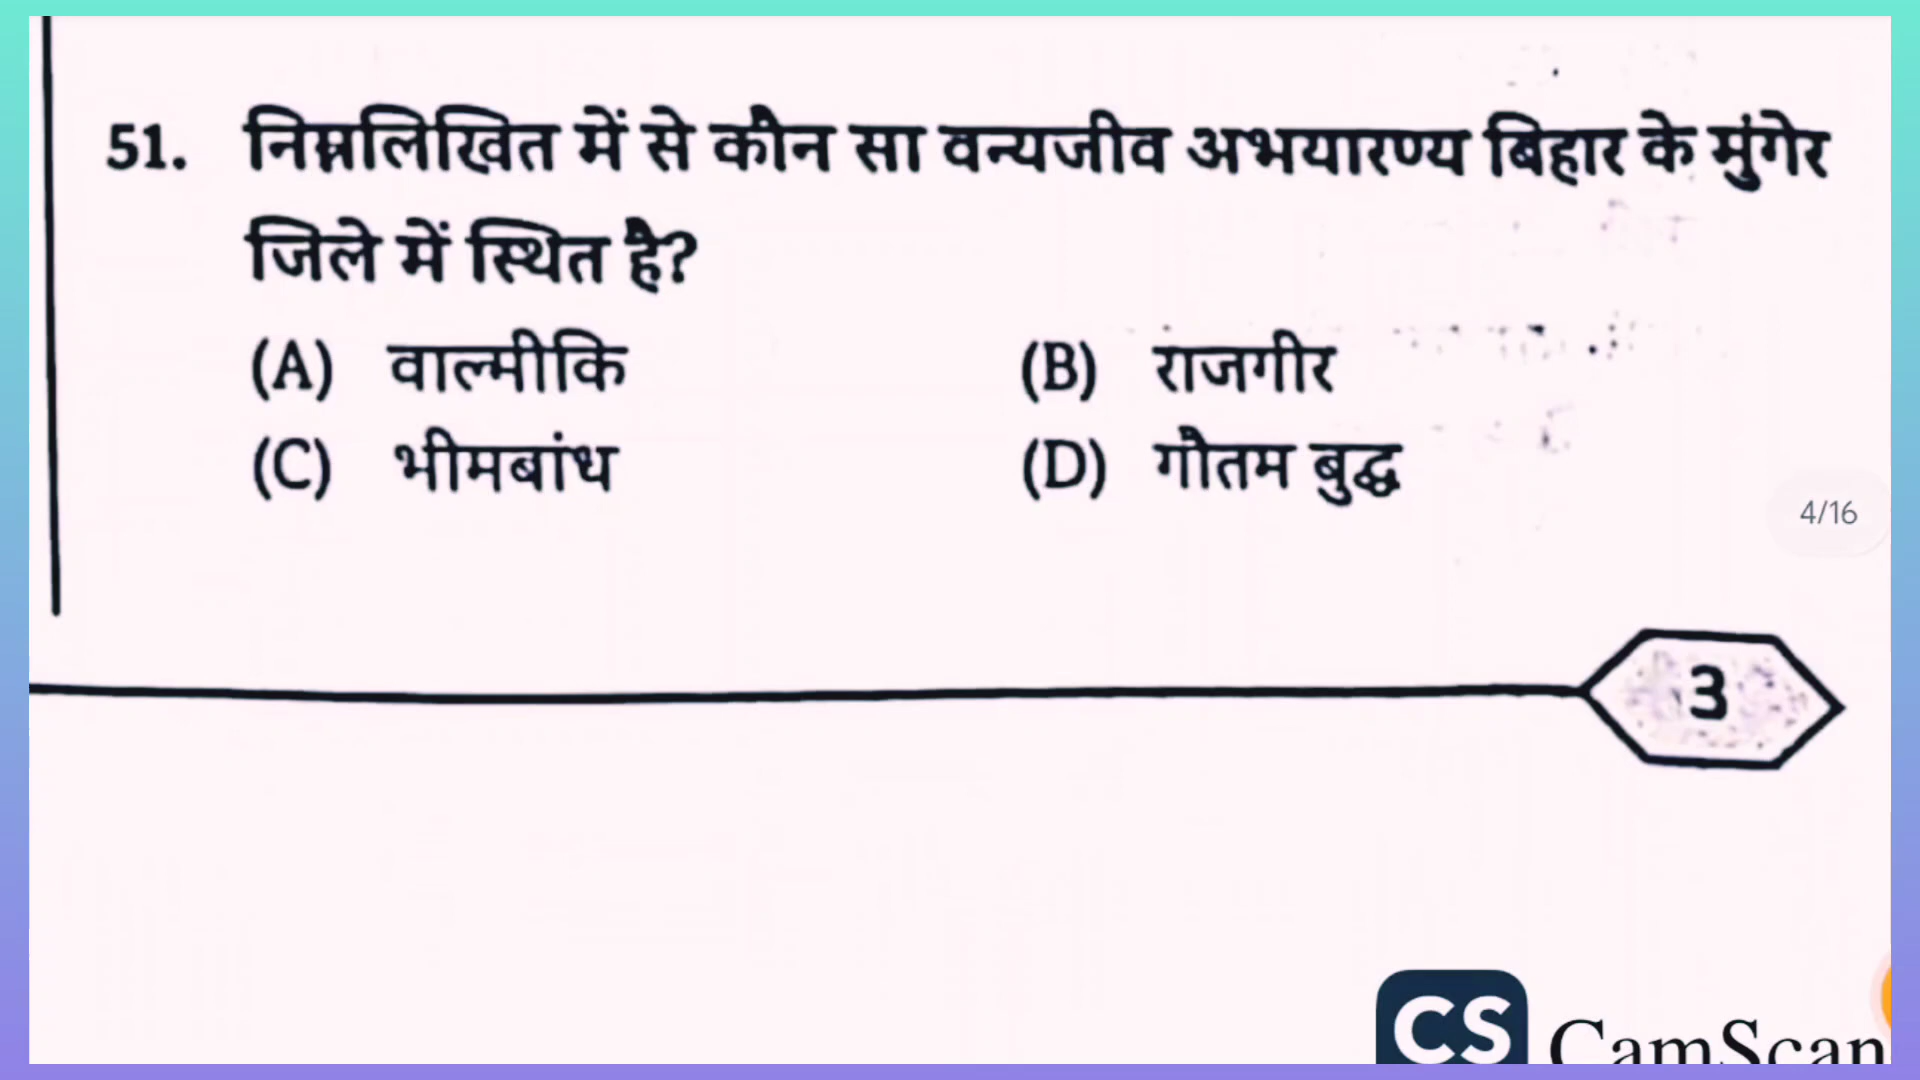 51. निम्नलिखित में से कौन सा वन्यजीव अभयारण्य बिहार के मुंगेर
जिले में स्थित है?
(A) वाल्मीकि (B) राजगीर
(C) भीमबांध (D) गौतम बुद्ध
4/16
3
CS CamScan